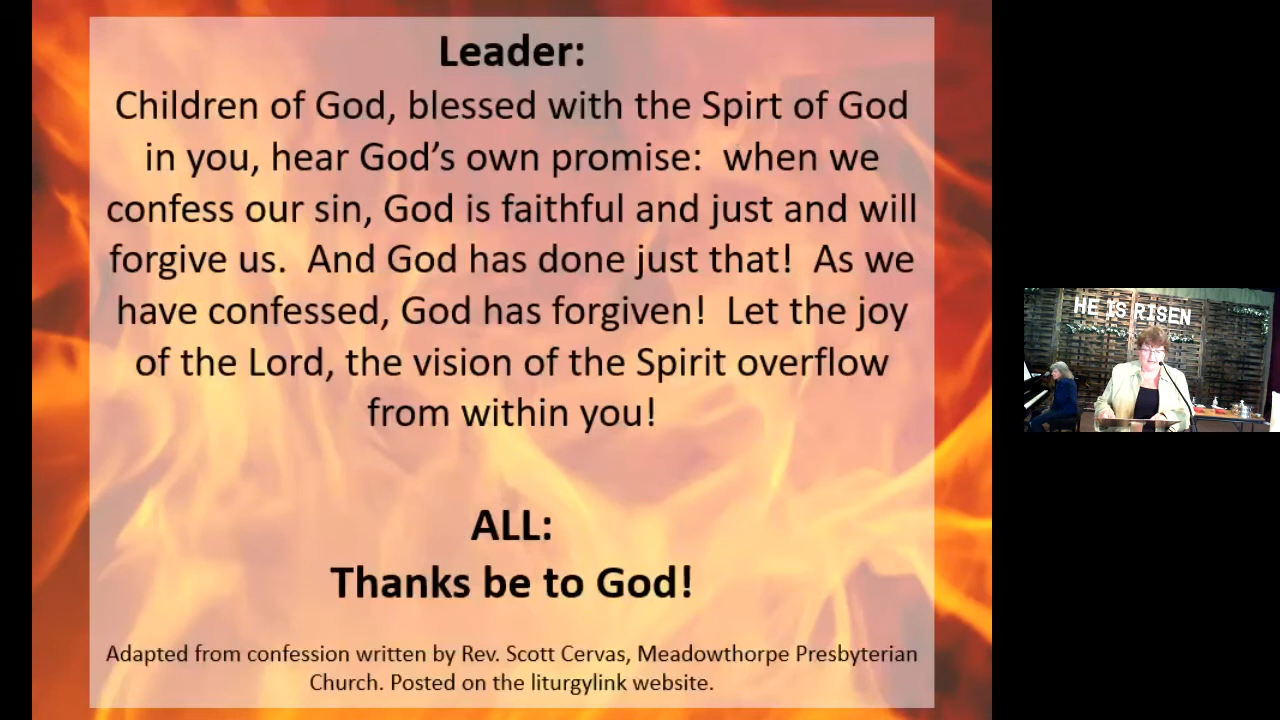 Leader:
Children of God, blessed with the Spirt of God
in you, hear God’s own promise:  when we
confess our sin, God is faithful and just and will
forgive us.  And God has done just that!  As we
have confessed, God has forgiven!  Let the joy
of the Lord, the vision of the Spirit overflow
from within you!
ALL:
Thanks be to God!
Adapted from confession written by Rev. Scott Cervas, Meadowthorpe Presbyterian
Church. Posted on the liturgylink website.
HE IS RISEN